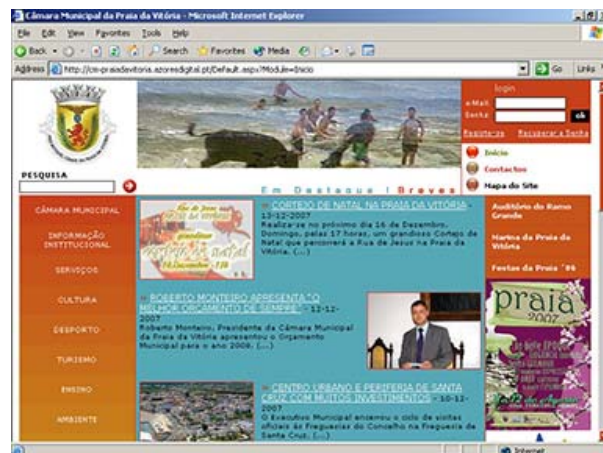 Câmara Municipal da Praia da Vitória - Microsoft Internet Explorer
File Edit View Favorites Tools Help
Back Search Favorites Media
Address http://cm-praiadavitoria.azoresdigital.pt/Default.aspx?Module=Inicio Go Links
login
e-Mail:
Senha: ok
Registe-se Recuperar a Senha
Início
Contactos
Mapa do Site
PESQUISA
Em Destaque | Breves
CÂMARA MUNICIPAL
INFORMAÇÃO
INSTITUCIONAL
SERVIÇOS
CULTURA
DESPORTO
TURISMO
ENSINO
AMBIENTE
CORTEJO DE NATAL NA PRAIA DA VITÓRIA -
13-12-2007
Realiza-se no próximo dia 16 de Dezembro,
Domingo, pelas 17 horas, um grandioso Cortejo de
Natal que percorrerá a Rua de Jesus na Praia da
Vitória. (...)
ROBERTO MONTEIRO APRESENTA "O
MELHOR ORÇAMENTO DE SEMPRE" - 12-12-
2007
Roberto Monteiro, Presidente da Câmara Municipal
da Praia da Vitória apresentou o Orçamento
Municipal para o ano 2008. (...)
CENTRO URBANO E PERIFERIA DE SANTA
CRUZ COM MUITOS INVESTIMENTOS - 10-12-
2007
O Executivo Municipal encerrou o ciclo de visitas
oficiais às Freguesias do Concelho na Freguesia de
Santa Cruz. (...)
Auditório do Ramo
Grande
Marina da Praia da
Vitória
Festas da Praia ´06
praia
2007
Internet